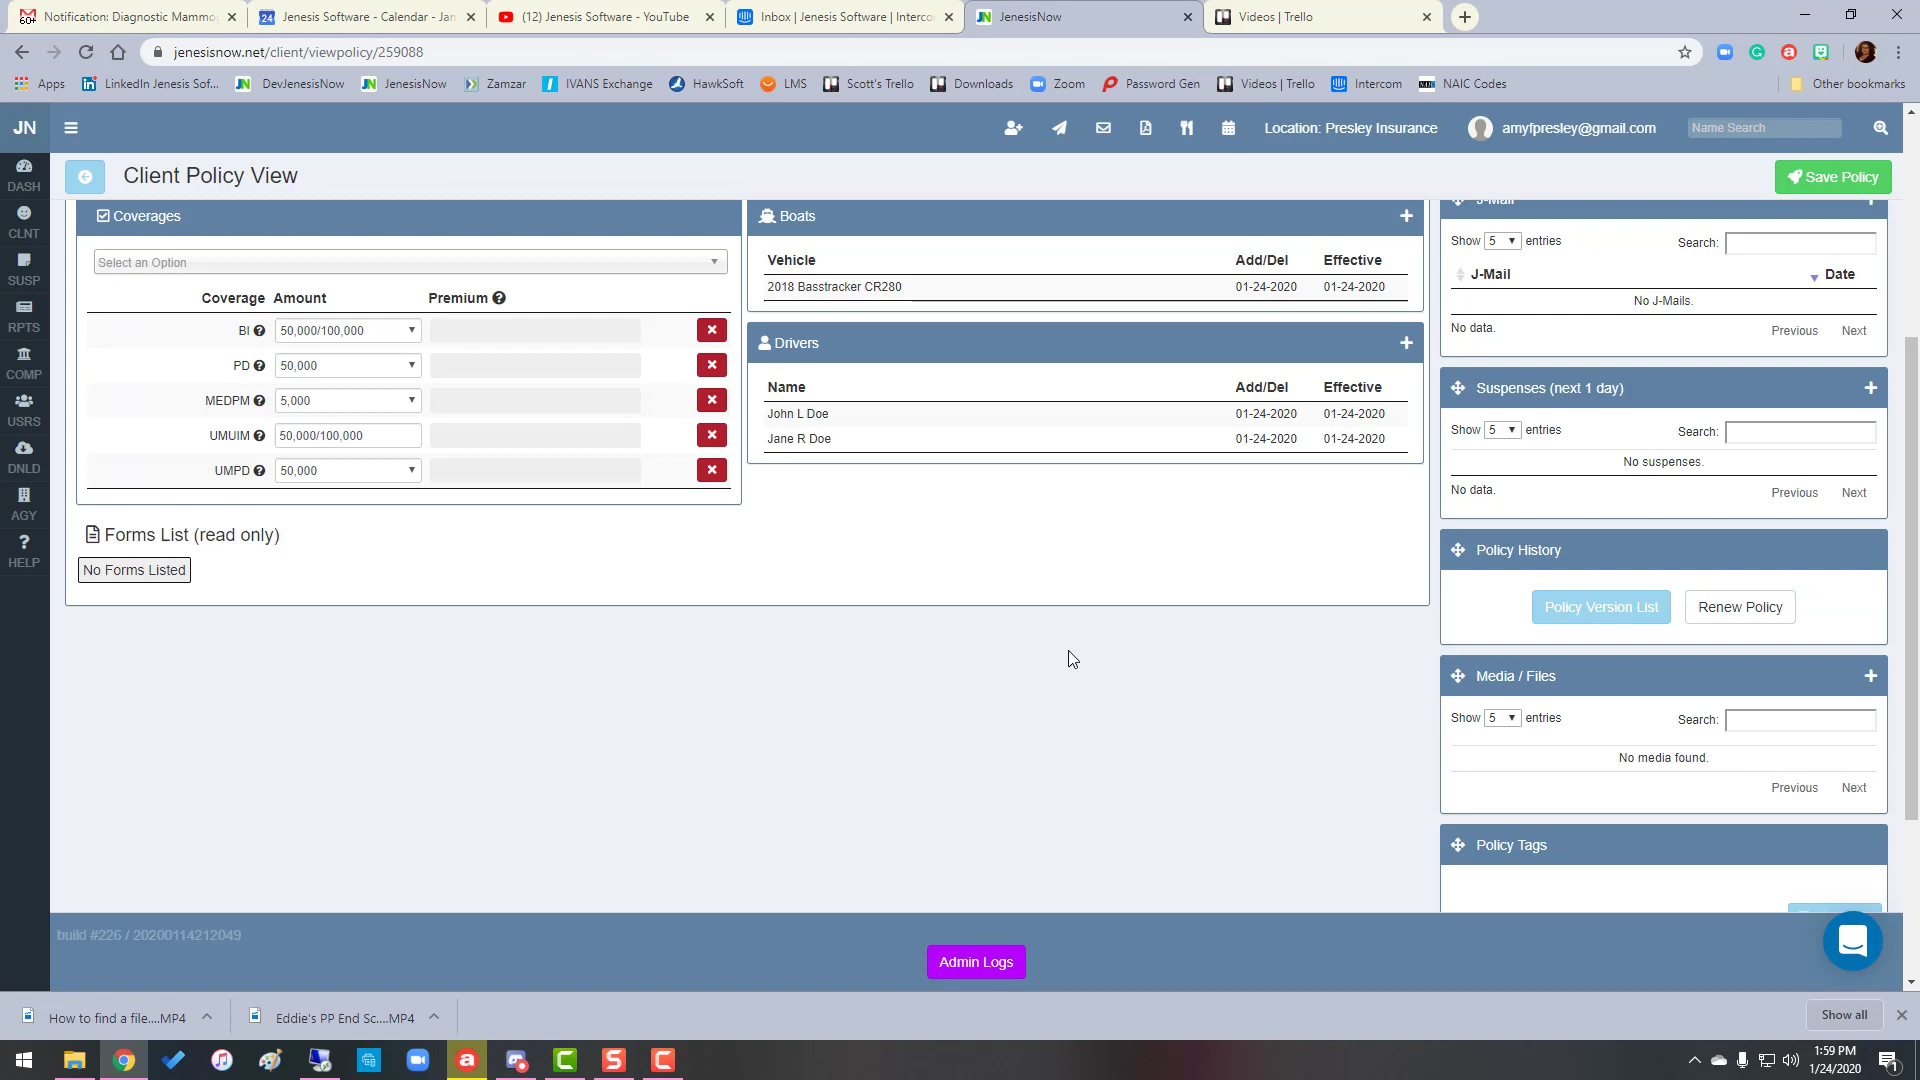 Notification: Diagnostic Mammo
Jenesis Software - Calendar - Jan
(12) Jenesis Software - YouTube
Inbox | Jenesis Software | Interco
JenesisNow
Videos | Trello
jenesisnow.net/client/viewpolicy/259088
Apps
LinkedIn Jenesis Sof...
DevJenesisNow
JenesisNow
Zamzar
IVANS Exchange
HawkSoft
LMS
Scott's Trello
Downloads
Zoom
Password Gen
Videos | Trello
Intercom
NAIC Codes
Other bookmarks
JN
Location: Presley Insurance
amyfpresley@gmail.com
Name Search
DASH
CLNT
SUSP
RPTS
COMP
USRS
DNLD
AGY
HELP
Client Policy View
Save Policy
Coverages
Select an Option
Coverage Amount Premium
BI 50,000/100,000
PD 50,000
MEDPM 5,000
UMUIM 50,000/100,000
UMPD 50,000
Forms List (read only)
No Forms Listed
Boats
Vehicle Add/Del Effective
2018 Basstracker CR280 01-24-2020 01-24-2020
Drivers
Name Add/Del Effective
John L Doe 01-24-2020 01-24-2020
Jane R Doe 01-24-2020 01-24-2020
J-Mail
Show 5 entries Search:
J-Mail Date
No J-Mails.
No data.
Previous Next
Suspenses (next 1 day)
Show 5 entries Search:
No suspenses.
No data.
Previous Next
Policy History
Policy Version List
Renew Policy
Media / Files
Show 5 entries Search:
No media found.
Previous Next
Policy Tags
build #226 / 20200114212049
Admin Logs
How to find a file....MP4
Eddie's PP End Sc....MP4
Show all
1:59 PM
1/24/2020